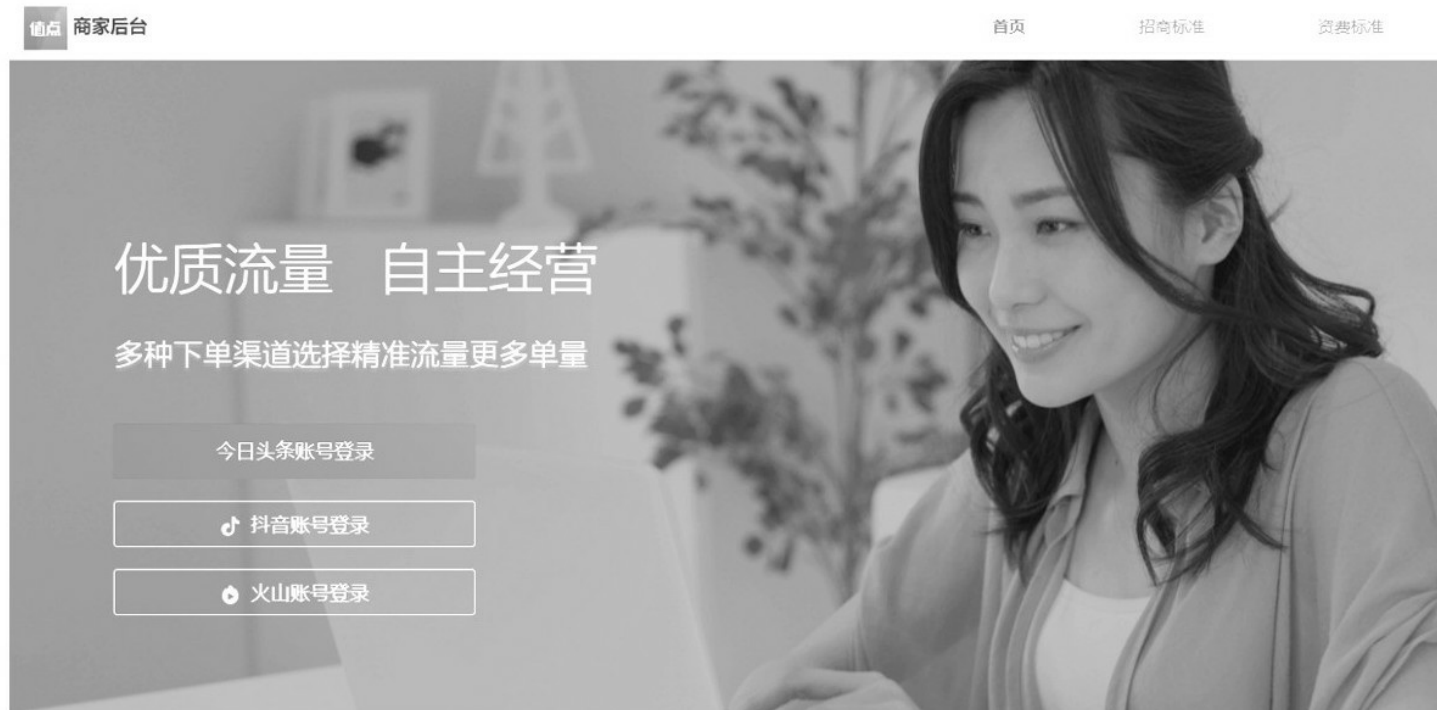 值点 商家后台 首页 招商标准 资费标准
优质流量 自主经营
多种下单渠道选择精准流量更多单量
今日头条账号登录
抖音账号登录
火山账号登录